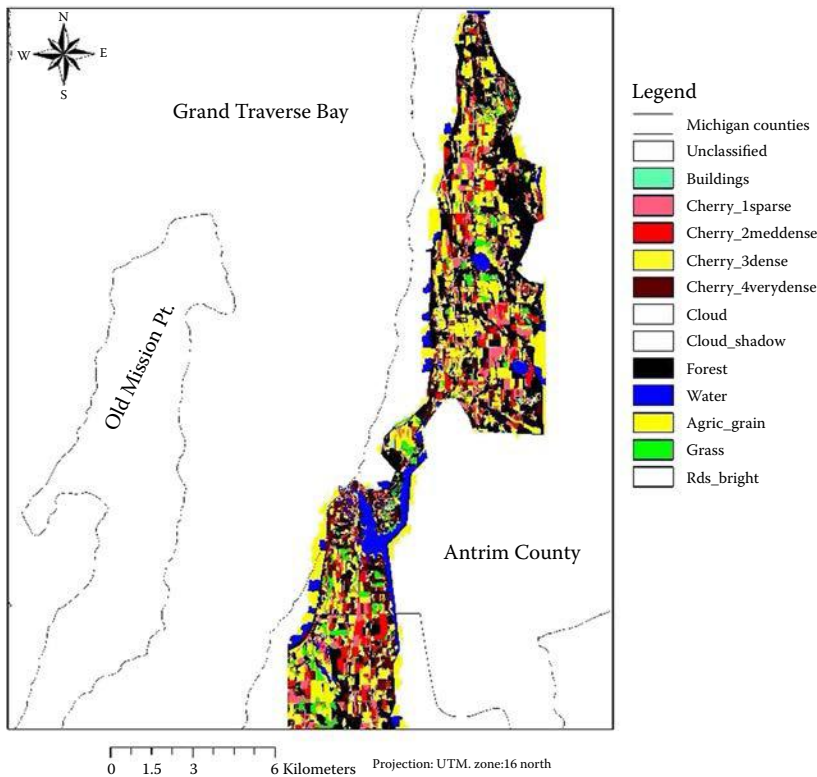 N
W E
S
Grand Traverse Bay
Old Mission Pt.
Antrim County
Legend
Michigan counties
Unclassified
Buildings
Cherry_1sparse
Cherry_2meddense
Cherry_3dense
Cherry_4verydense
Cloud
Cloud_shadow
Forest
Water
Agric_grain
Grass
Rds_bright
0 1.5 3 6 Kilometers
Projection: UTM. zone:16 north